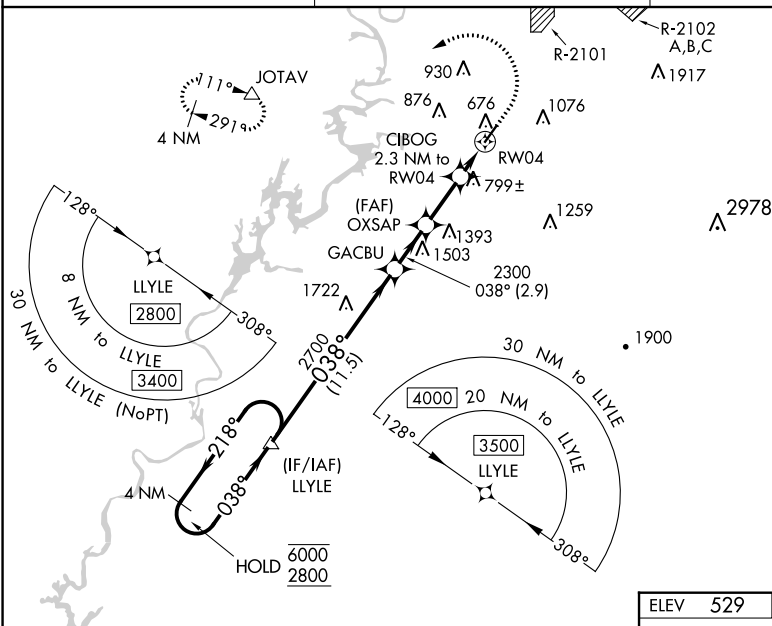 R-2101
R-2102
A,B,C
1917
930
JOTAV
111°
291°
4 NM
876
676
1076
CIBOG
2.3 NM to
RW04
RW04
799±
(FAF)
OXSAP
1259
2978
1393
GACBU
1503
2300
038° (2.9)
128°
LLYLE
2800
308°
8 NM to LLYLE
3400
30 NM to LLYLE (NoPT)
1722
2700
038°
(11.5)
1900
30 NM to LLYLE
4000
20 NM to LLYLE
3500
LLYLE
128°
308°
218°
038°
(IF/IAF)
LLYLE
4 NM
HOLD
6000
2800
ELEV 529